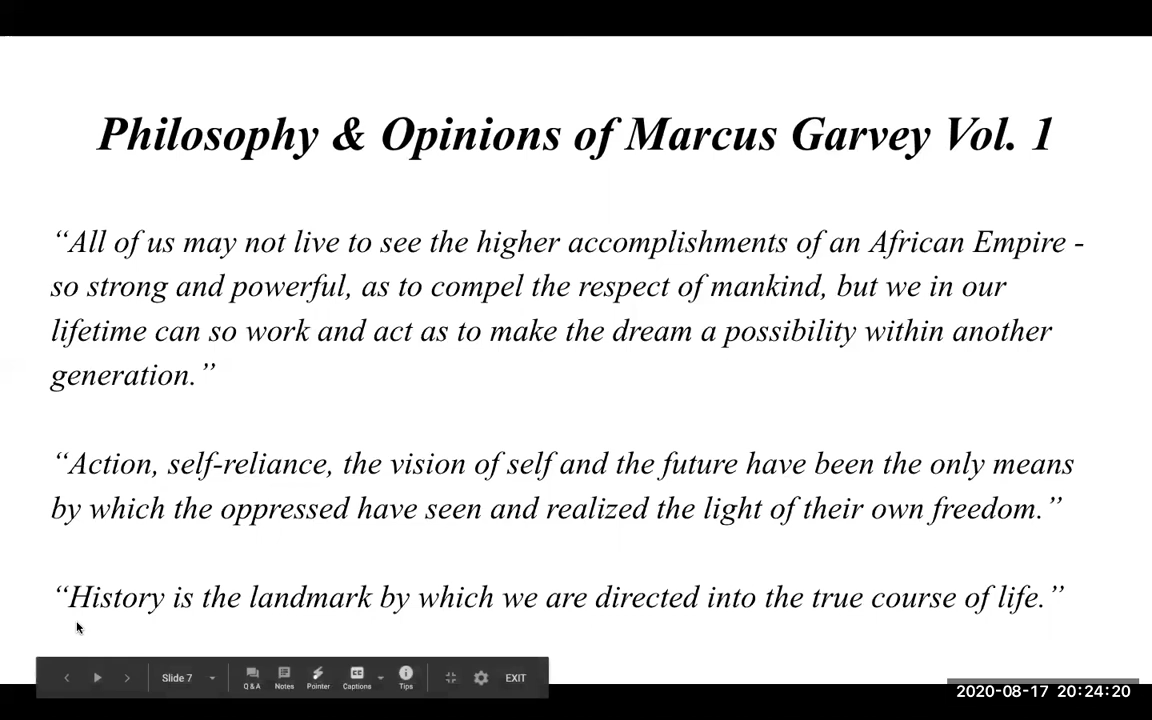 Philosophy & Opinions of Marcus Garvey Vol. 1
“All of us may not live to see the higher accomplishments of an African Empire -
so strong and powerful, as to compel the respect of mankind, but we in our
lifetime can so work and act as to make the dream a possibility within another
generation.”
“Action, self-reliance, the vision of self and the future have been the only means
by which the oppressed have seen and realized the light of their own freedom.”
“History is the landmark by which we are directed into the true course of life.”
Slide 7
CC
Q&A Notes Pointer Captions Tips EXIT
2020-08-17 20:24:20